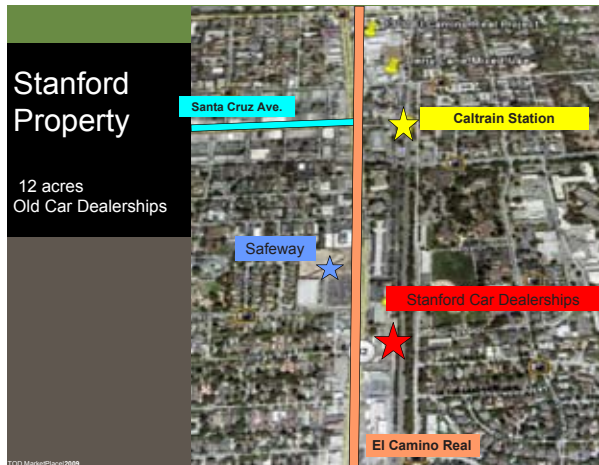 Stanford
Property
12 acres
Old Car Dealerships
Santa Cruz Ave.
Caltrain Station
Safeway
Stanford Car Dealerships
El Camino Real
TOD MarketPlace|2009